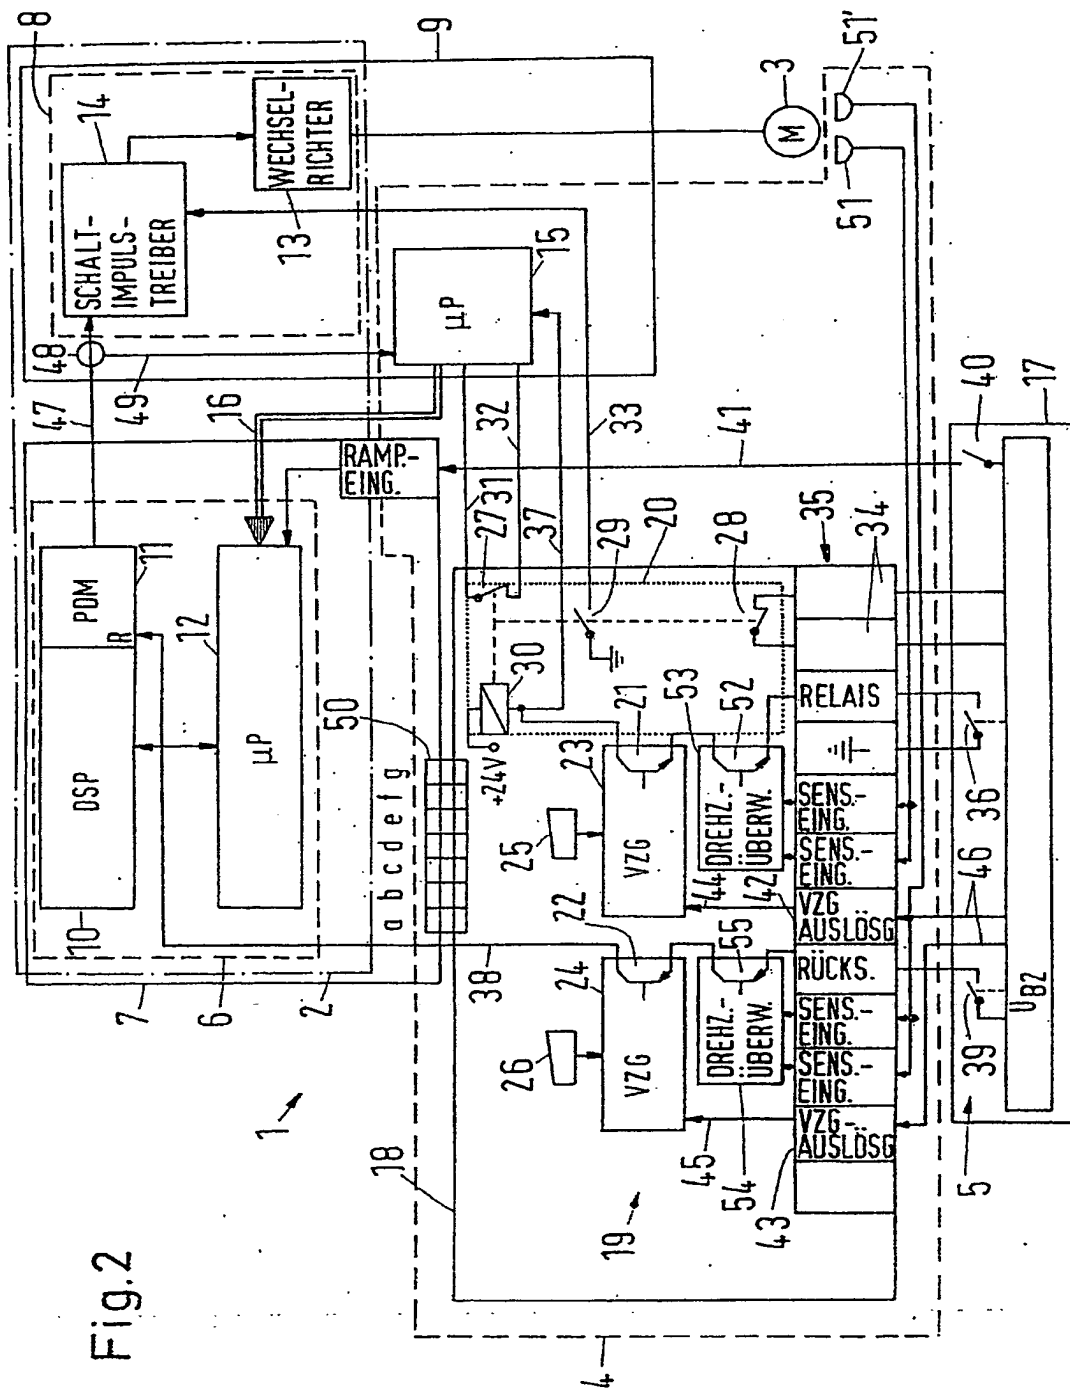 Fig.2
1
7
6
2
10
DSP
PDM
R
11
12
µP
RAMP.-
EING.
50
a b c d e f g
47
48
49
16
8
14
SCHALT-
IMPULS-
TREIBER
WECHSEL-
RICHTER
13
9
µP
15
31
32
33
37
41
M
3
51
51'
4
18
19
38
26
24
VZG
22
25
23
VZG
21
+24V
30
27
29
20
28
45
54
DREHZ.-
ÜBERW.
55
44
42
DREHZ.-
ÜBERW.
53
52
43
VZG-
AUSLÖSG
SENS.-
EING.
SENS.-
EING.
RÜCKS.
VZG
AUSLÖSG
SENS.-
EING.
SENS.-
EING.
RELAIS
35
34
5
39
46
36
40
17
UB2